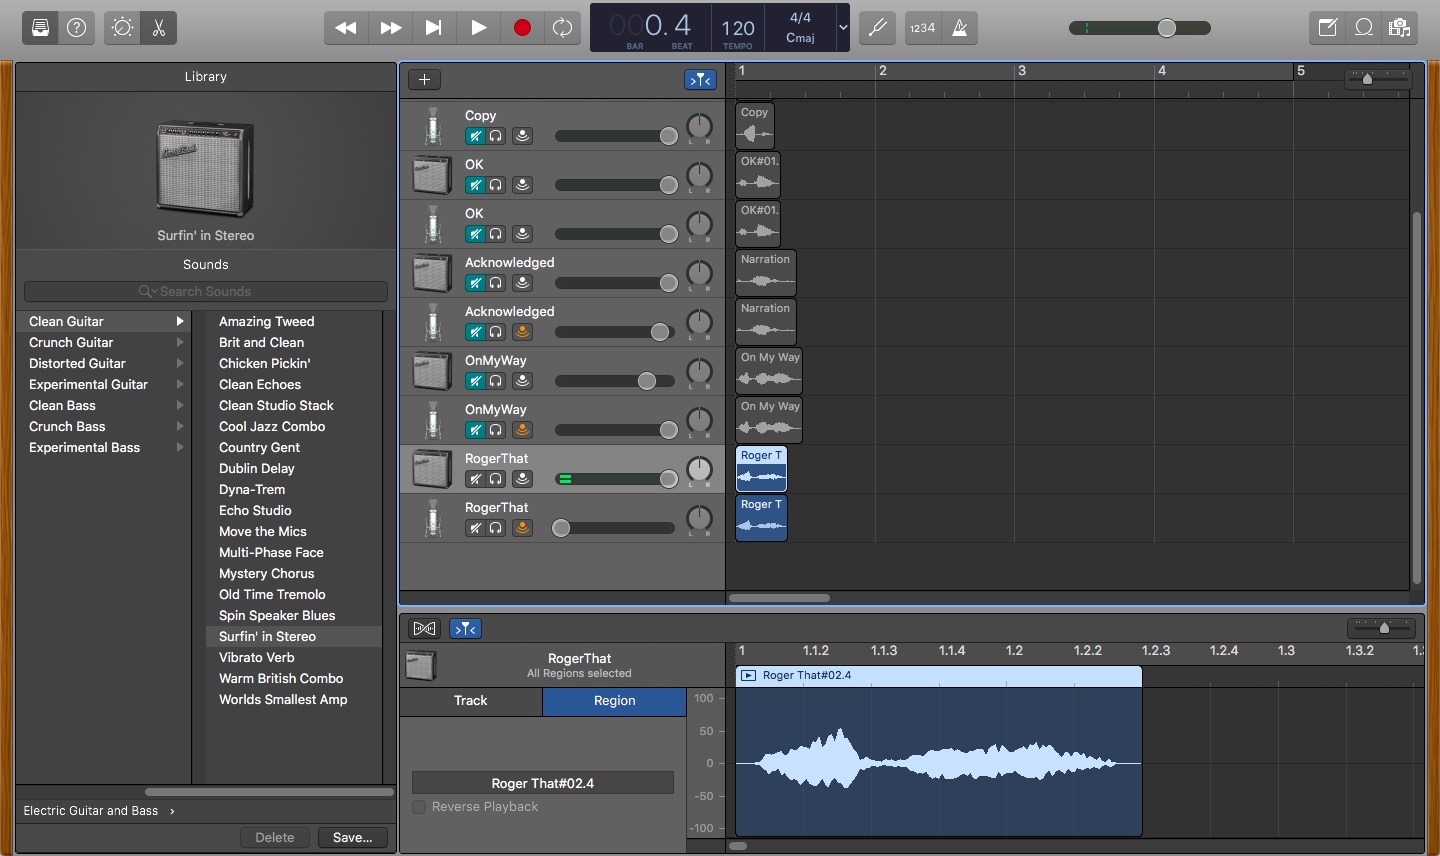 000.4
BAR
BEAT
120
TEMPO
4/4
Cmaj
1234
Library
Surfin' in Stereo
Sounds
Search Sounds
Clean Guitar
Crunch Guitar
Distorted Guitar
Experimental Guitar
Clean Bass
Crunch Bass
Experimental Bass
Amazing Tweed
Brit and Clean
Chicken Pickin'
Clean Echoes
Clean Studio Stack
Cool Jazz Combo
Country Gent
Dublin Delay
Dyna-Trem
Echo Studio
Move the Mics
Multi-Phase Face
Mystery Chorus
Old Time Tremolo
Spin Speaker Blues
Surfin' in Stereo
Vibrato Verb
Warm British Combo
Worlds Smallest Amp
Electric Guitar and Bass ›
Delete
Save...
1 2 3 4 5
Copy
L R
Copy
OK
L R
OK#01.
OK
L R
OK#01.
Acknowledged
L R
Narration
Acknowledged
L R
Narration
OnMyWay
L R
On My Way
OnMyWay
L R
On My Way
RogerThat
L R
Roger T
RogerThat
L R
Roger T
RogerThat
All Regions selected
Track
Region
Roger That#02.4
Reverse Playback
1 1.1.2 1.1.3 1.1.4 1.2 1.2.2 1.2.3 1.2.4 1.3 1.3.2 1.3
Roger That#02.4
100
50
0
-50
-100